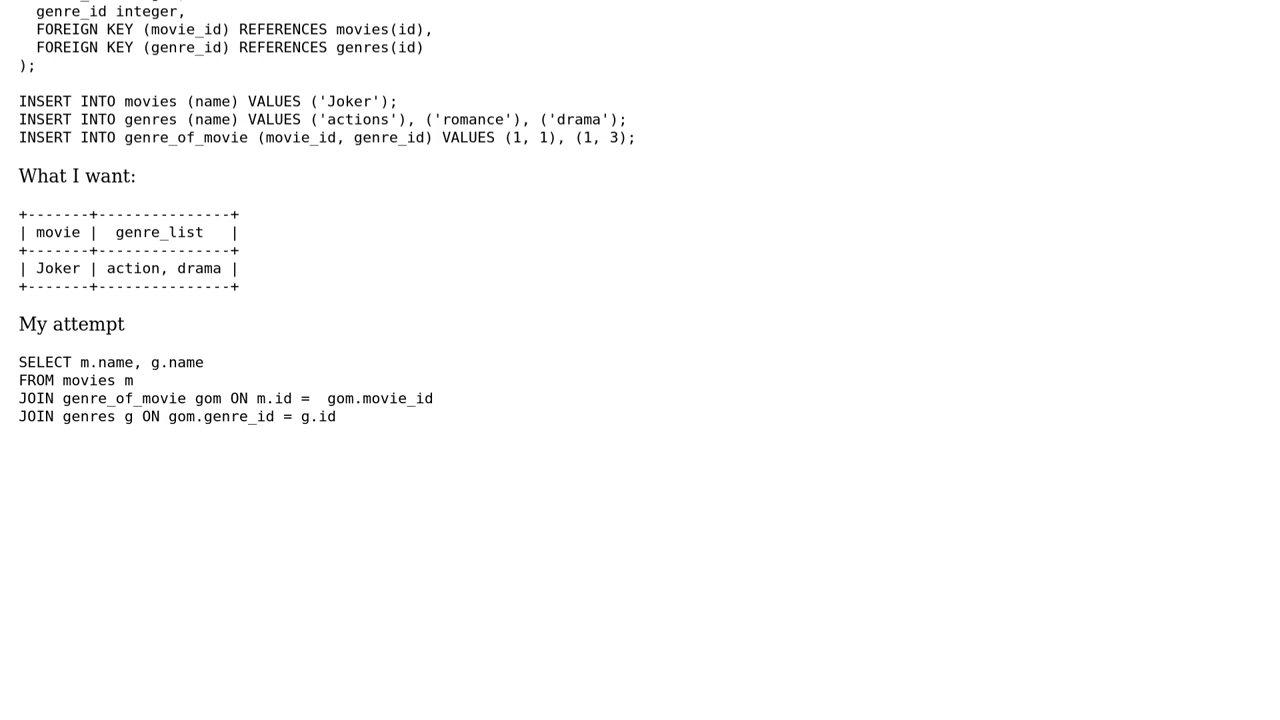 genre_id integer,
FOREIGN KEY (movie_id) REFERENCES movies(id),
FOREIGN KEY (genre_id) REFERENCES genres(id)
);
INSERT INTO movies (name) VALUES ('Joker');
INSERT INTO genres (name) VALUES ('actions'), ('romance'), ('drama');
INSERT INTO genre_of_movie (movie_id, genre_id) VALUES (1, 1), (1, 3);
What I want:
+-------+---------------+
| movie |  genre_list   |
+-------+---------------+
| Joker | action, drama |
+-------+---------------+
My attempt
SELECT m.name, g.name
FROM movies m
JOIN genre_of_movie gom ON m.id =  gom.movie_id
JOIN genres g ON gom.genre_id = g.id